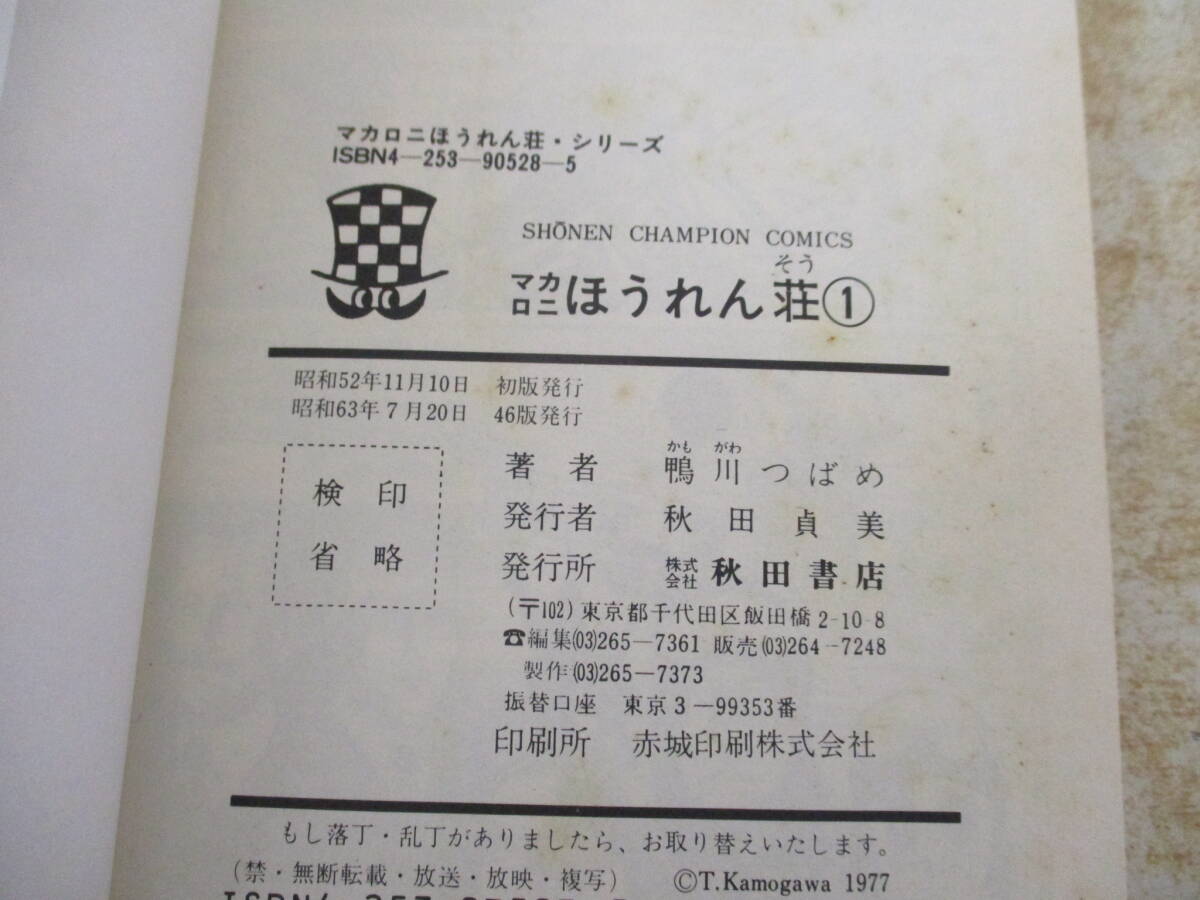 マカロニほうれん荘・シリーズ
ISBN4—253—90528—5
SHŌNEN CHAMPION COMICS
そう
マカロニほうれん荘①
昭和52年11月10日 初版発行
昭和63年7月20日 46版発行
検印
省略
かも がわ
著者 鴨川つばめ
発行者 秋田貞美
発行所 株式会社 秋田書店
(〒102) 東京都千代田区飯田橋2-10-8
☎編集(03)265—7361 販売(03)264-7248
製作(03)265—7373
振替口座 東京3—99353番
印刷所 赤城印刷株式会社
もし落丁・乱丁がありましたら、お取り替えいたします。
(禁・無断転載・放送・放映・複写) ©T.Kamogawa 1977